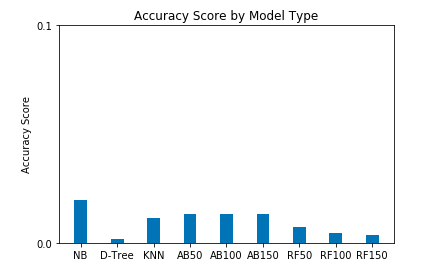 Accuracy Score by Model Type
0.1
Accuracy Score
0.0
NB D-Tree KNN AB50 AB100 AB150 RF50 RF100 RF150